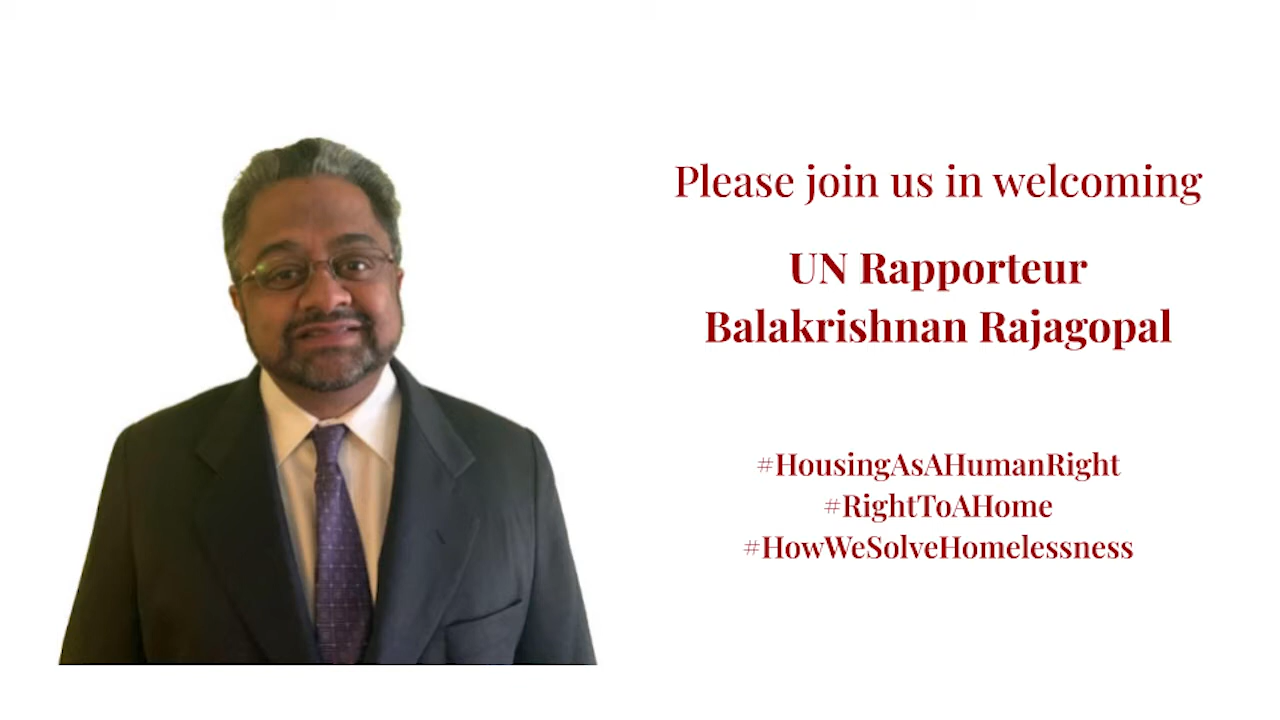 Please join us in welcoming
UN Rapporteur
Balakrishnan Rajagopal
#HousingAsAHumanRight
#RightToAHome
#HowWeSolveHomelessness